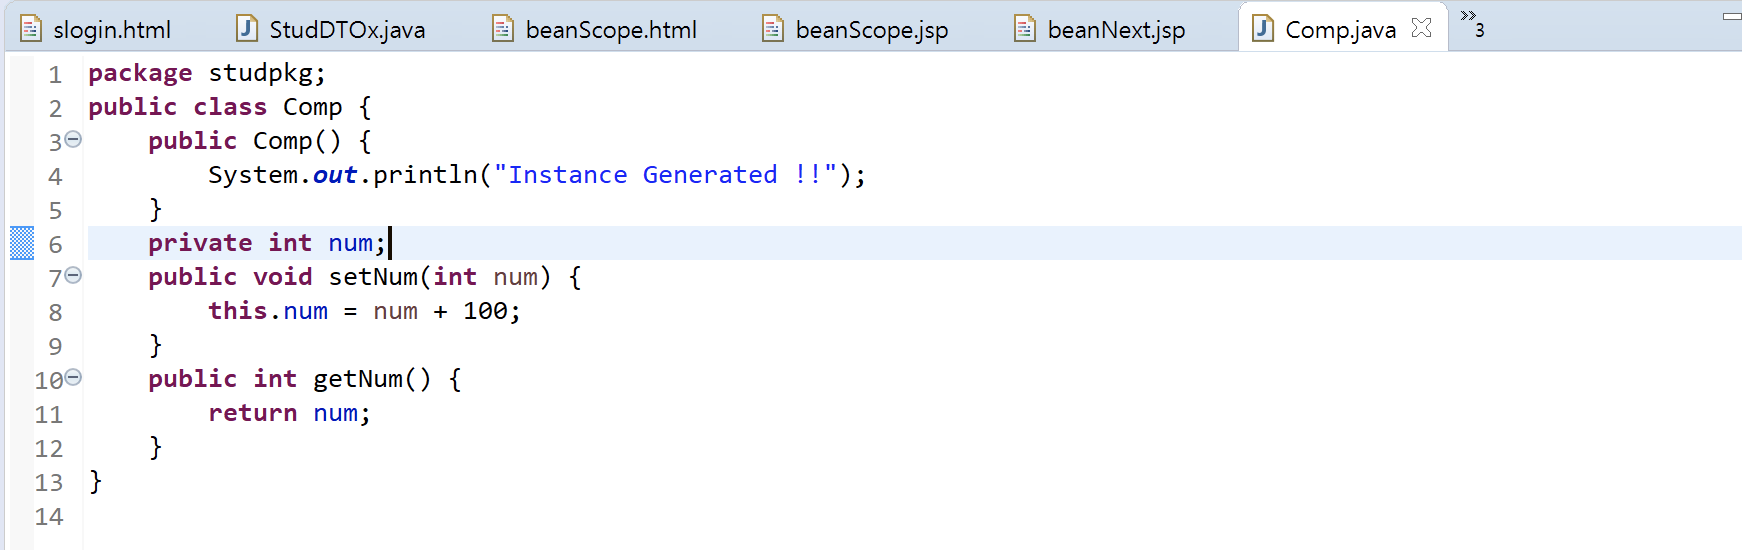 slogin.html StudDTOx.java beanScope.html beanScope.jsp beanNext.jsp Comp.java »3
1 package studpkg;
2 public class Comp {
3 public Comp() {
4 System.out.println("Instance Generated !!");
5 }
6 private int num;
7 public void setNum(int num) {
8 this.num = num + 100;
9 }
10 public int getNum() {
11 return num;
12 }
13 }
14